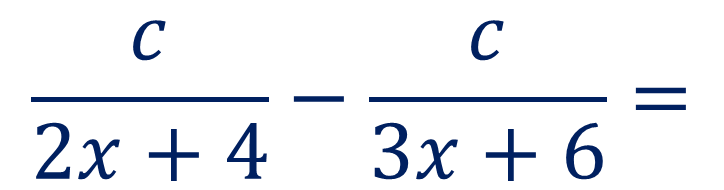 c/(2x + 4) − c/(3x + 6) =